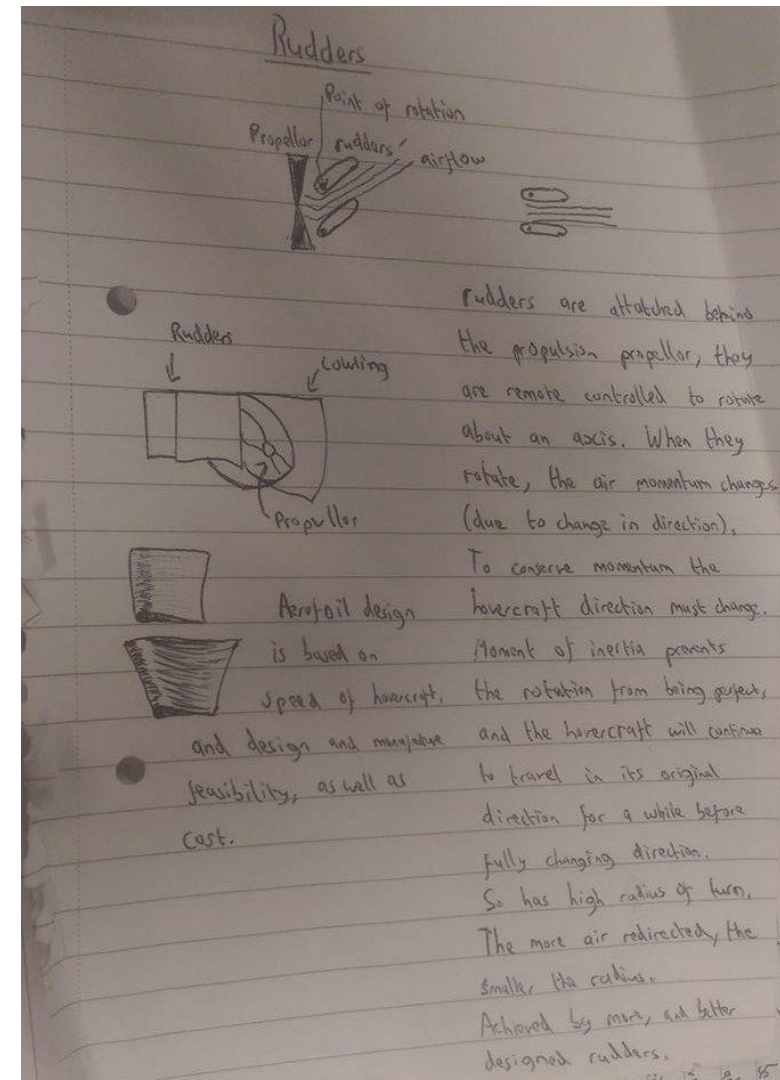 Rudders
Point of rotation
Propellor
rudders
airflow
Rudders
Cowling
Propullor
Aerofoil design
is based on
speed of hovercraft,
and design and manufacture
feasibility, as well as
cost.
rudders are attatched behind
the propulsion propellor, they
are remote controlled to rotate
about an axis. When they
rotate, the air momentum changes
(due to change in direction),
To conserve momentum the
hovercraft direction must change.
Moment of inertia prevents
the rotation from being perfect,
and the hovercraft will continue
to travel in its original
direction for a while before
fully changing direction.
So has high radius of turn.
The more air redirected, the
smaller the radius.
Achieved by more, and better
designed rudders.